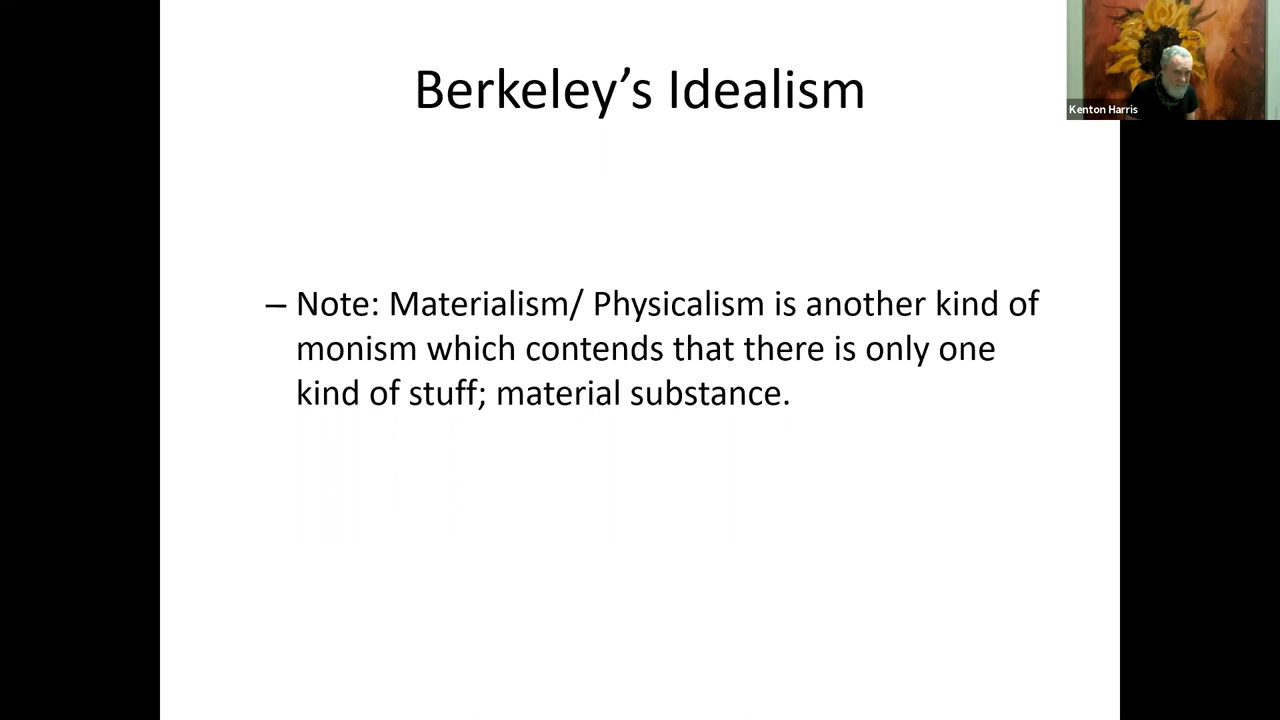 Berkeley’s Idealism
Kenton Harris
– Note: Materialism/ Physicalism is another kind of
monism which contends that there is only one
kind of stuff; material substance.